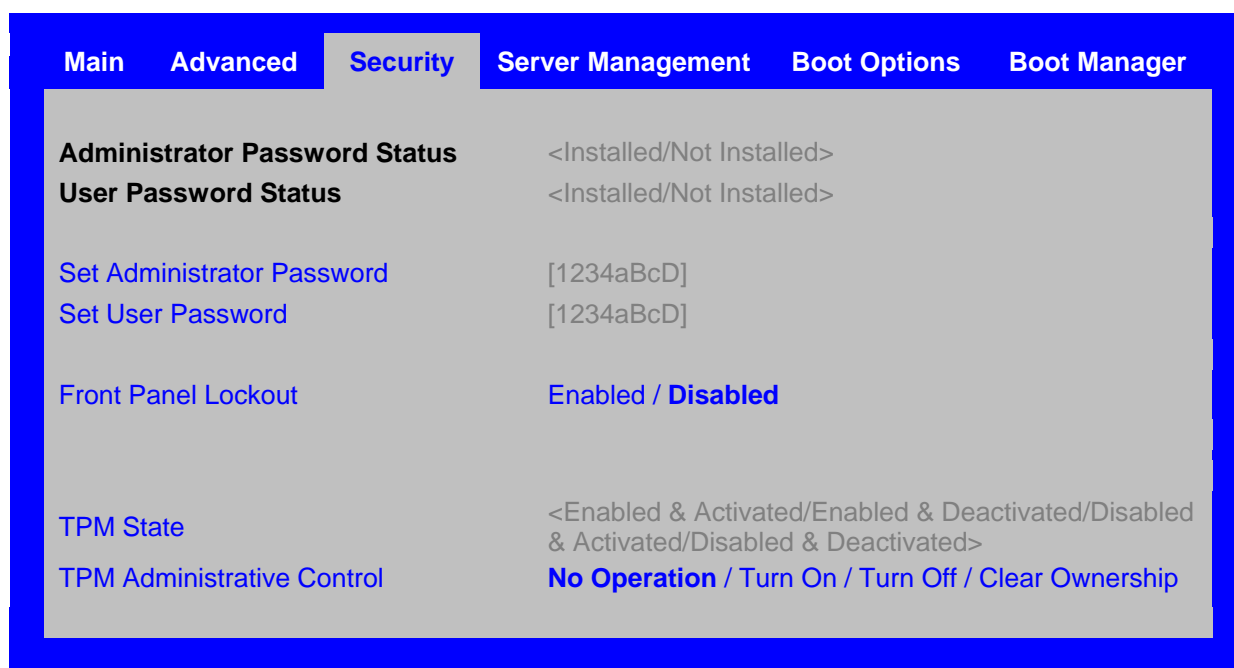 Main Advanced Security Server Management Boot Options Boot Manager
Administrator Password Status <Installed/Not Installed>
User Password Status <Installed/Not Installed>
Set Administrator Password [1234aBcD]
Set User Password [1234aBcD]
Front Panel Lockout Enabled / Disabled
TPM State <Enabled & Activated/Enabled & Deactivated/Disabled
& Activated/Disabled & Deactivated>
TPM Administrative Control No Operation / Turn On / Turn Off / Clear Ownership